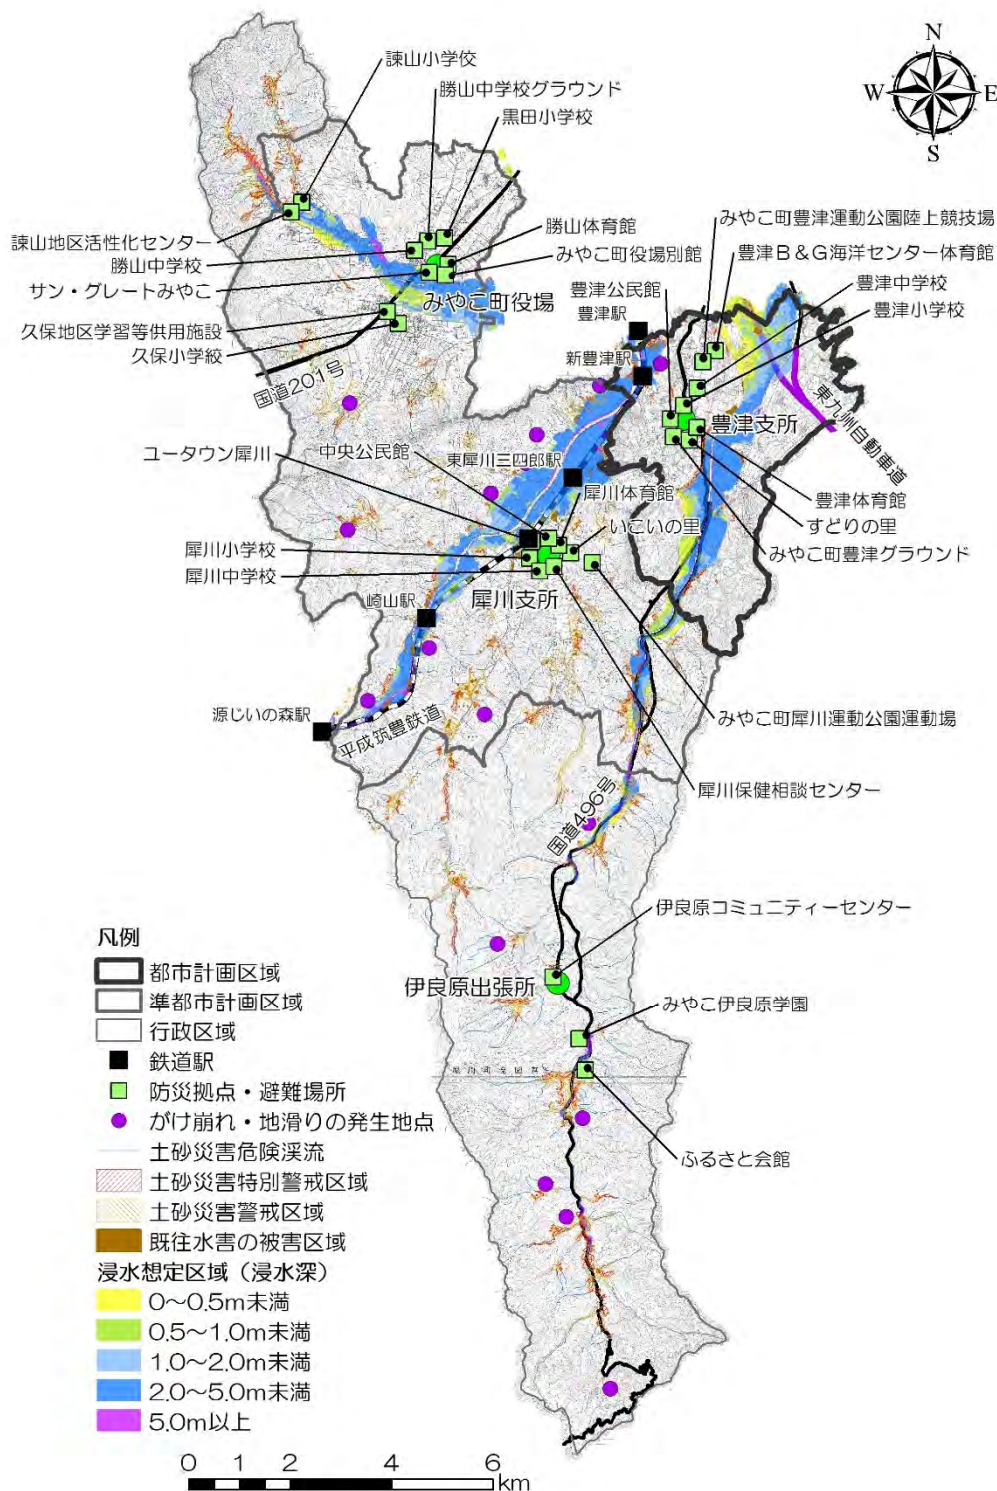 N
W
E
S
諫山小学校
勝山中学校グラウンド
黒田小学校
諫山地区活性化センター
勝山中学校
サン・グレートみやこ
久保地区学習等供用施設
久保小学校
勝山体育館
みやこ町役場別館
みやこ町役場
国道201号
豊津駅
新豊津駅
みやこ町豊津運動公園陸上競技場
豊津B&G海洋センター体育館
豊津公民館
豊津中学校
豊津小学校
豊津支所
東九州自動車道
豊津体育館
すどりの里
みやこ町豊津グラウンド
ユータウン犀川
中央公民館
東犀川三四郎駅
犀川体育館
いこいの里
犀川小学校
犀川中学校
犀川支所
崎山駅
源じいの森駅
平成筑豊鉄道
みやこ町犀川運動公園運動場
犀川保健相談センター
国道496号
伊良原コミュニティーセンター
伊良原出張所
みやこ伊良原学園
ふるさと会館
凡例
都市計画区域
準都市計画区域
行政区域
鉄道駅
防災拠点・避難場所
がけ崩れ・地滑りの発生地点
土砂災害危険渓流
土砂災害特別警戒区域
土砂災害警戒区域
既往水害の被害区域
浸水想定区域（浸水深）
0～0.5m未満
0.5～1.0m未満
1.0～2.0m未満
2.0～5.0m未満
5.0m以上
0 1 2 4 6
km